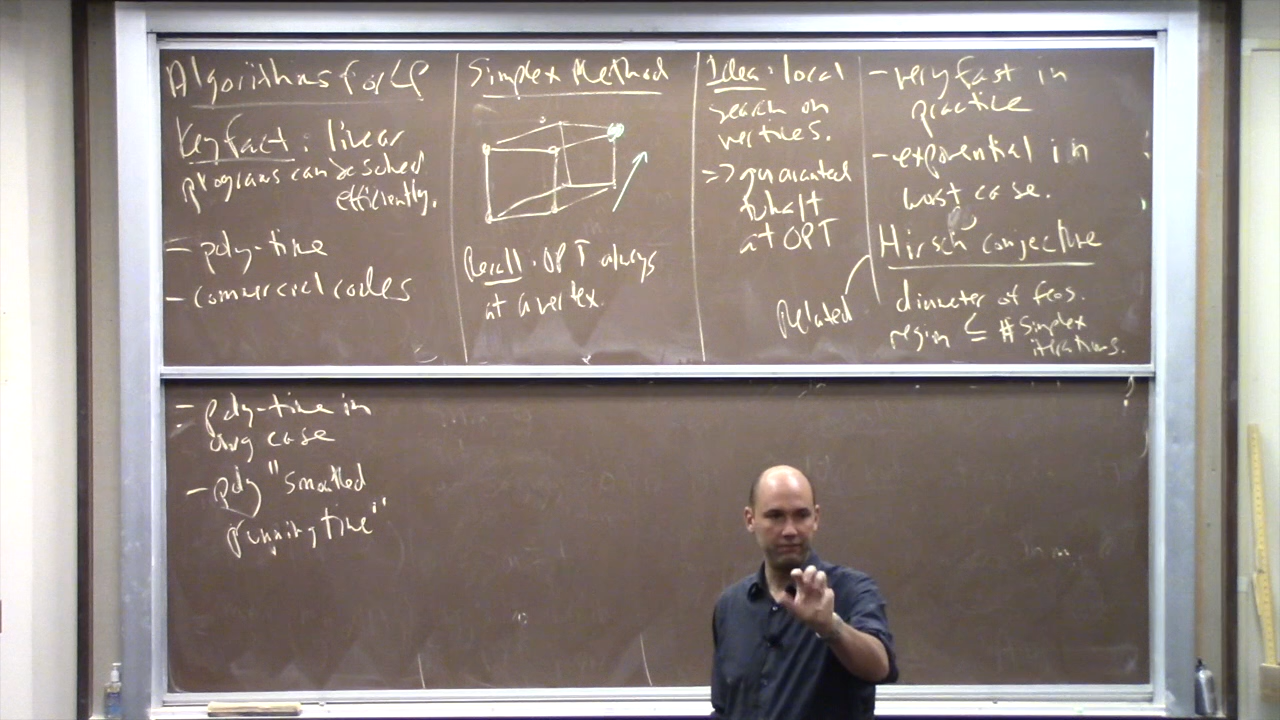 Algorithms for LP
Key fact: linear
programs can be solved
efficiently.
- poly-time
- commercial codes
Simplex Method
Recall: OPT always
at a vertex.
Idea: local
search on
vertices.
=> guaranteed
to halt
at OPT
- very fast in
practice
- exponential in
worst case.
Hirsch conjecture
Related
diameter of feas.
region ≤ # simplex
iterations.
- poly-time in
avg case
- poly "smoothed
running time"